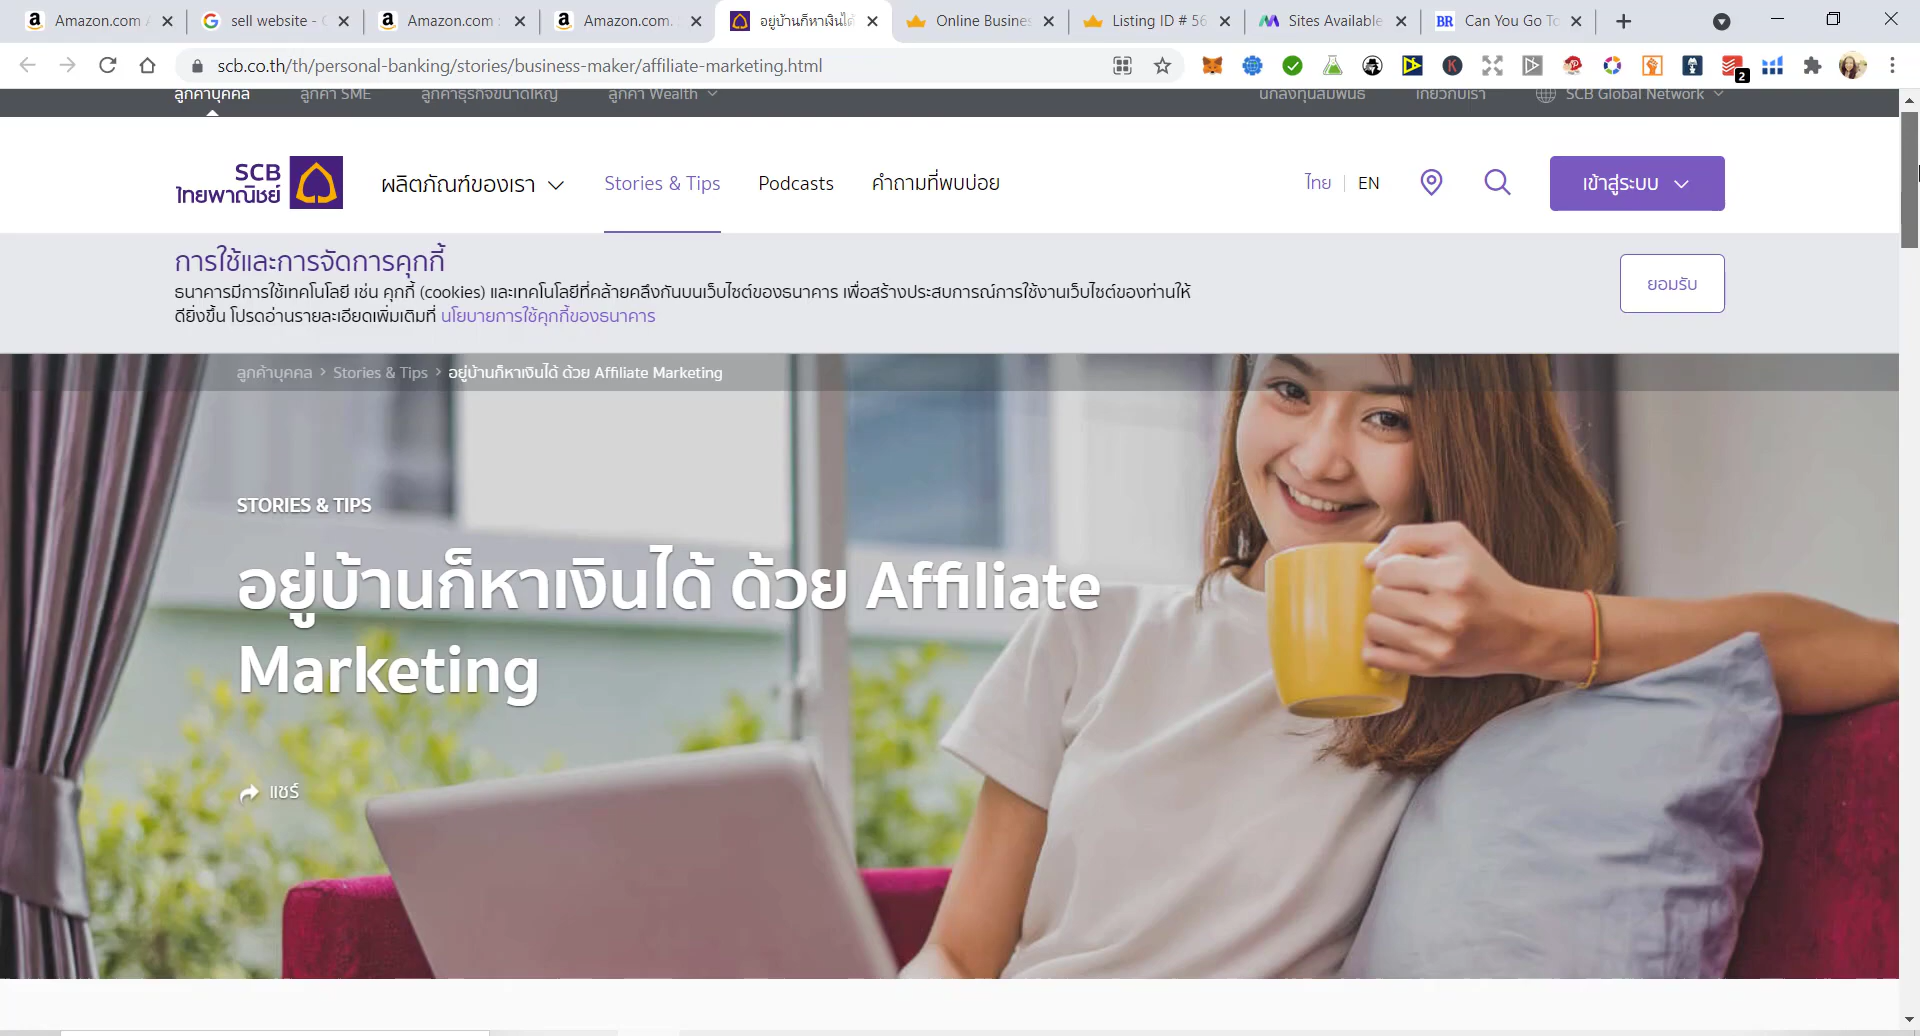 Amazon.com A
sell website - G
Amazon.com :
Amazon.com.
อยู่บ้านก็หาเงินได้
Online Busines
Listing ID # 56
Sites Available
BR
Can You Go To
scb.co.th/th/personal-banking/stories/business-maker/affiliate-marketing.html
2
ลูกค้าบุคคล
ลูกค้า SME
ลูกค้าธุรกิจขนาดใหญ่
ลูกค้า Wealth
นักลงทุนสัมพันธ์
เกี่ยวกับเรา
SCB Global Network
SCB
ไทยพาณิชย์
ผลิตภัณฑ์ของเรา
Stories & Tips
Podcasts
คำถามที่พบบ่อย
ไทย
EN
เข้าสู่ระบบ
การใช้และการจัดการคุกกี้
ธนาคารมีการใช้เทคโนโลยี เช่น คุกกี้ (cookies) และเทคโนโลยีที่คล้ายคลึงกันบนเว็บไซต์ของธนาคาร เพื่อสร้างประสบการณ์การใช้งานเว็บไซต์ของท่านให้
ดียิ่งขึ้น โปรดอ่านรายละเอียดเพิ่มเติมที่ นโยบายการใช้คุกกี้ของธนาคาร
ยอมรับ
ลูกค้าบุคคล › Stories & Tips › อยู่บ้านก็หาเงินได้ ด้วย Affiliate Marketing
STORIES & TIPS
อยู่บ้านก็หาเงินได้ ด้วย Affiliate
Marketing
แชร์